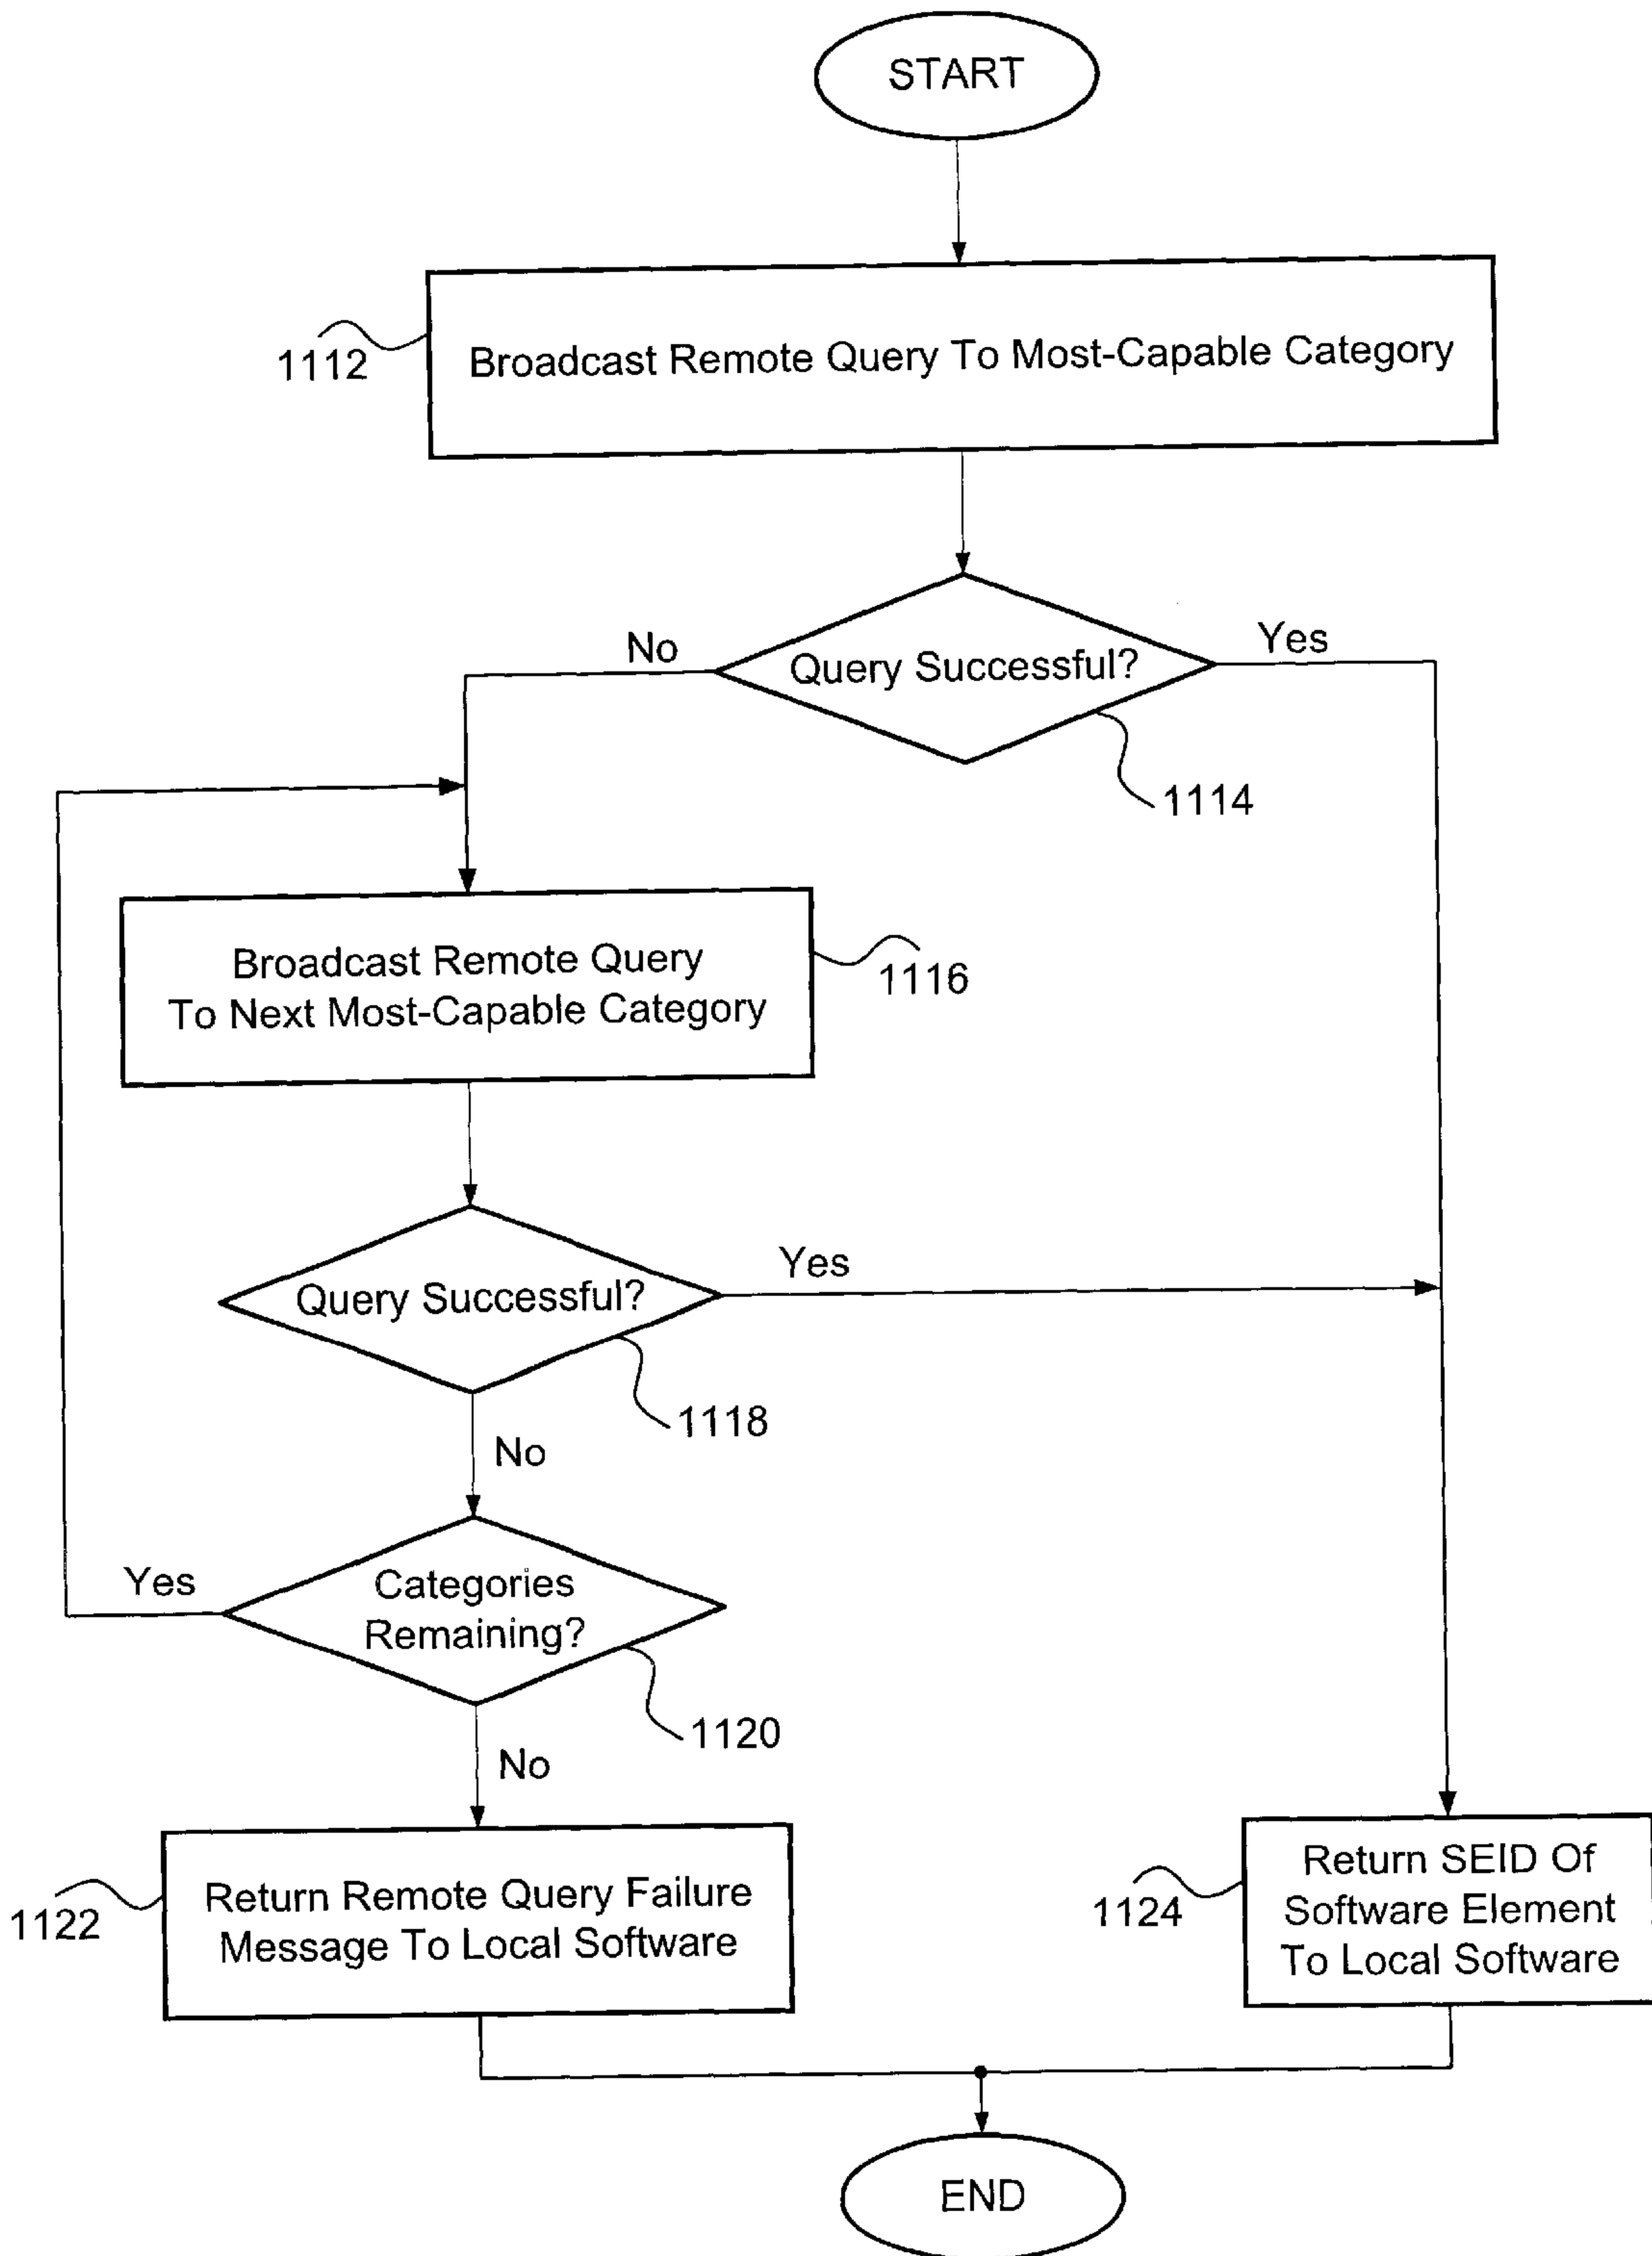 START
1112
Broadcast Remote Query To Most-Capable Category
No
Query Successful?
Yes
1114
Broadcast Remote Query
To Next Most-Capable Category
1116
Query Successful?
Yes
1118
No
Yes
Categories
Remaining?
1120
No
1122
Return Remote Query Failure
Message To Local Software
1124
Return SEID Of
Software Element
To Local Software
END